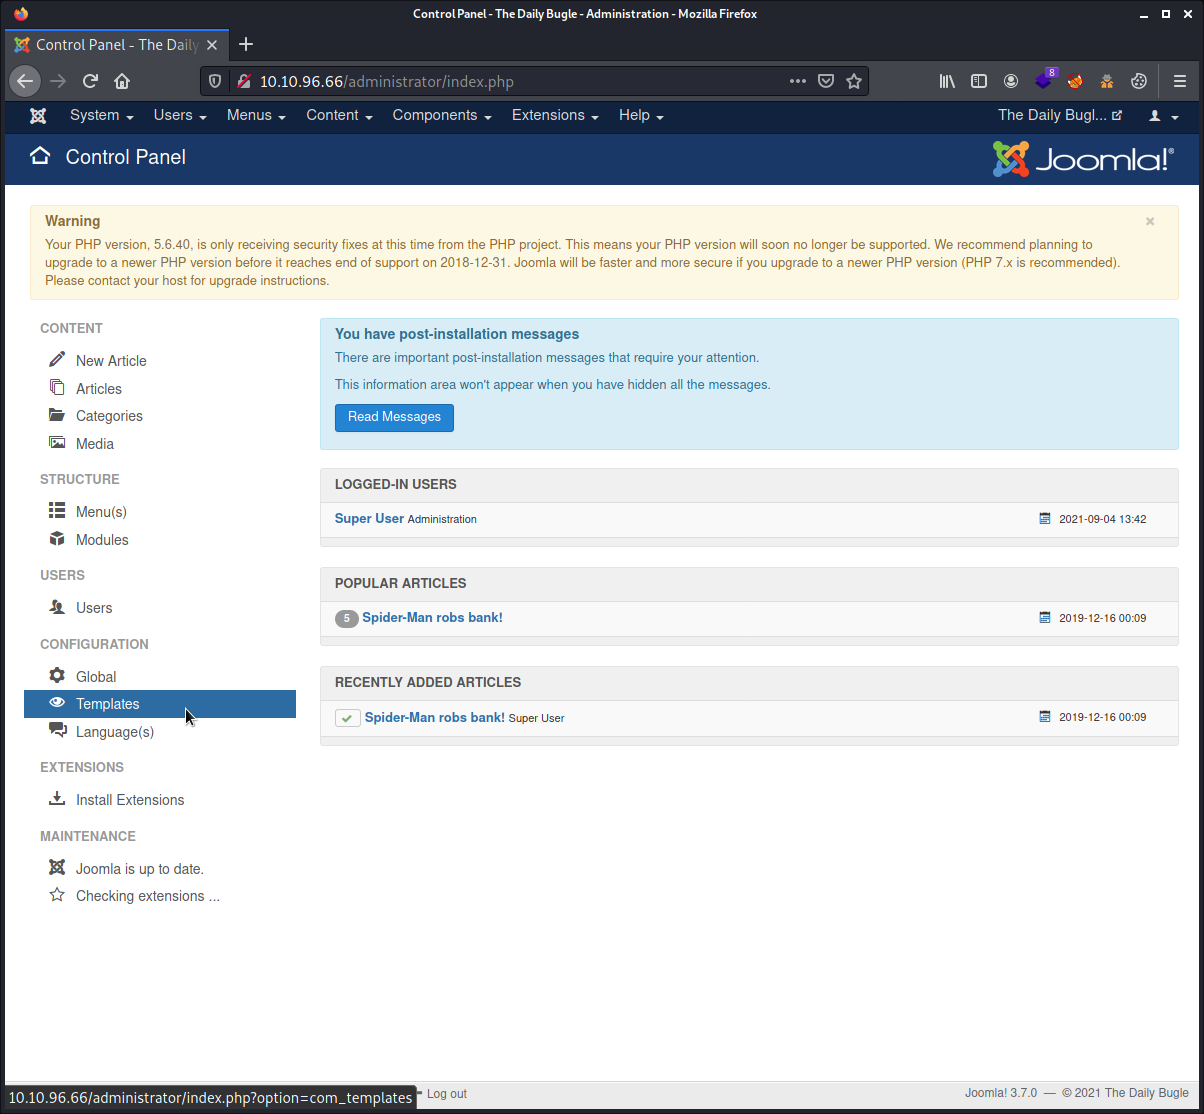 Control Panel - The Daily Bugle - Administration - Mozilla Firefox
Control Panel - The Daily
10.10.96.66/administrator/index.php
8
System Users Menus Content Components Extensions Help The Daily Bugl...
Control Panel
Joomla!®
Warning
Your PHP version, 5.6.40, is only receiving security fixes at this time from the PHP project. This means your PHP version will soon no longer be supported. We recommend planning to
upgrade to a newer PHP version before it reaches end of support on 2018-12-31. Joomla will be faster and more secure if you upgrade to a newer PHP version (PHP 7.x is recommended).
Please contact your host for upgrade instructions.
CONTENT
New Article
Articles
Categories
Media
STRUCTURE
Menu(s)
Modules
USERS
Users
CONFIGURATION
Global
Templates
Language(s)
EXTENSIONS
Install Extensions
MAINTENANCE
Joomla is up to date.
Checking extensions ...
You have post-installation messages
There are important post-installation messages that require your attention.
This information area won't appear when you have hidden all the messages.
Read Messages
LOGGED-IN USERS
Super User Administration 2021-09-04 13:42
POPULAR ARTICLES
5 Spider-Man robs bank! 2019-12-16 00:09
RECENTLY ADDED ARTICLES
Spider-Man robs bank! Super User 2019-12-16 00:09
10.10.96.66/administrator/index.php?option=com_templates
Log out
Joomla! 3.7.0 — © 2021 The Daily Bugle